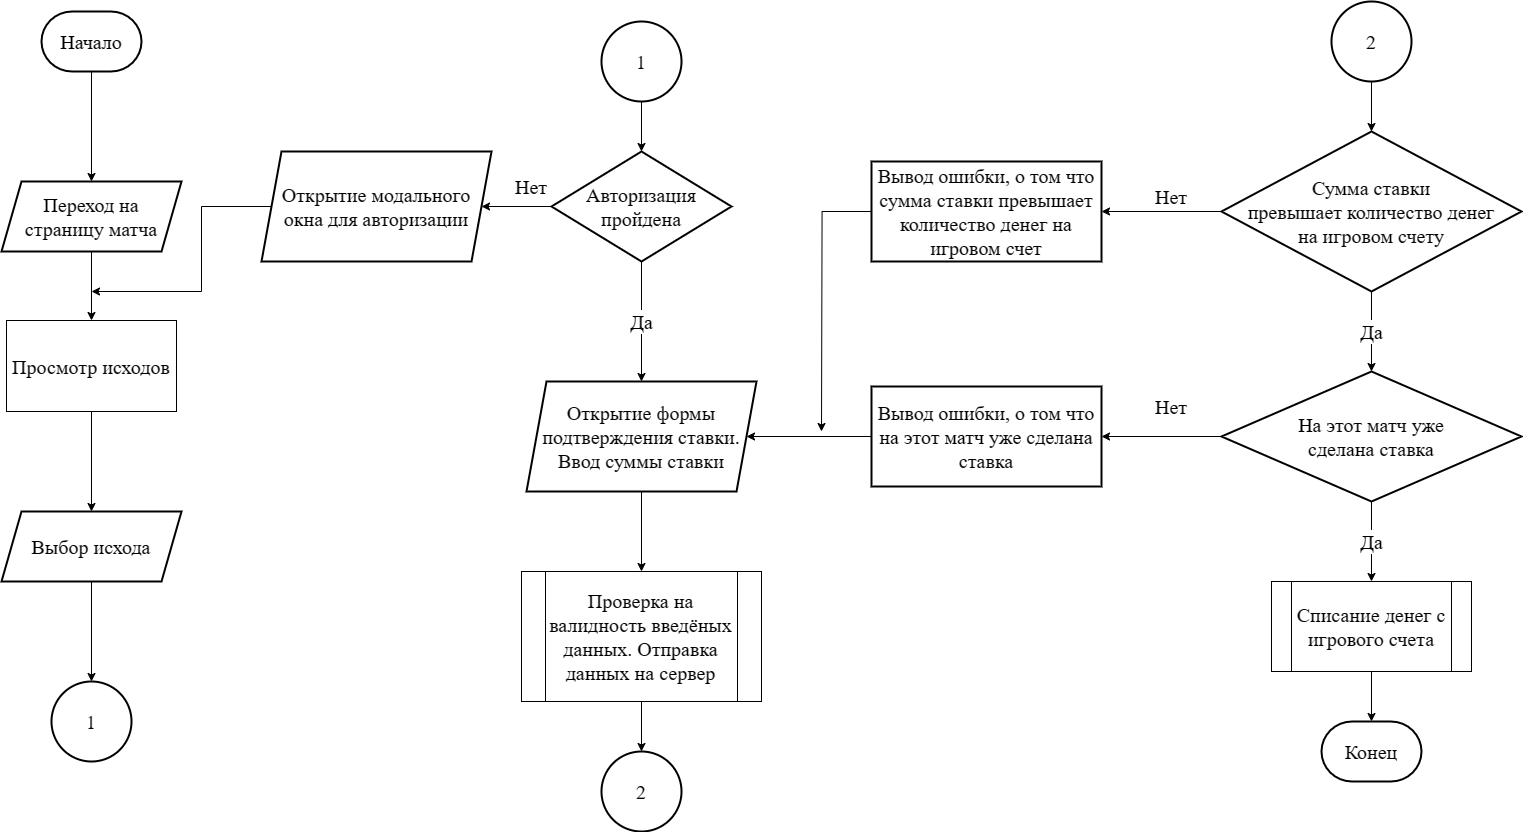 Начало
Переход на
страницу матча
Просмотр исходов
Выбор исхода
1
1
Авторизация
пройдена
Нет
Открытие модального
окна для авторизации
Да
Открытие формы
подтверждения ставки.
Ввод суммы ставки
Проверка на
валидность введёных
данных. Отправка
данных на сервер
2
2
Сумма ставки
превышает количество денег
на игровом счету
Нет
Вывод ошибки, о том что
сумма ставки превышает
количество денег на
игровом счет
Да
На этот матч уже
сделана ставка
Нет
Вывод ошибки, о том что
на этот матч уже сделана
ставка
Да
Списание денег с
игрового счета
Конец